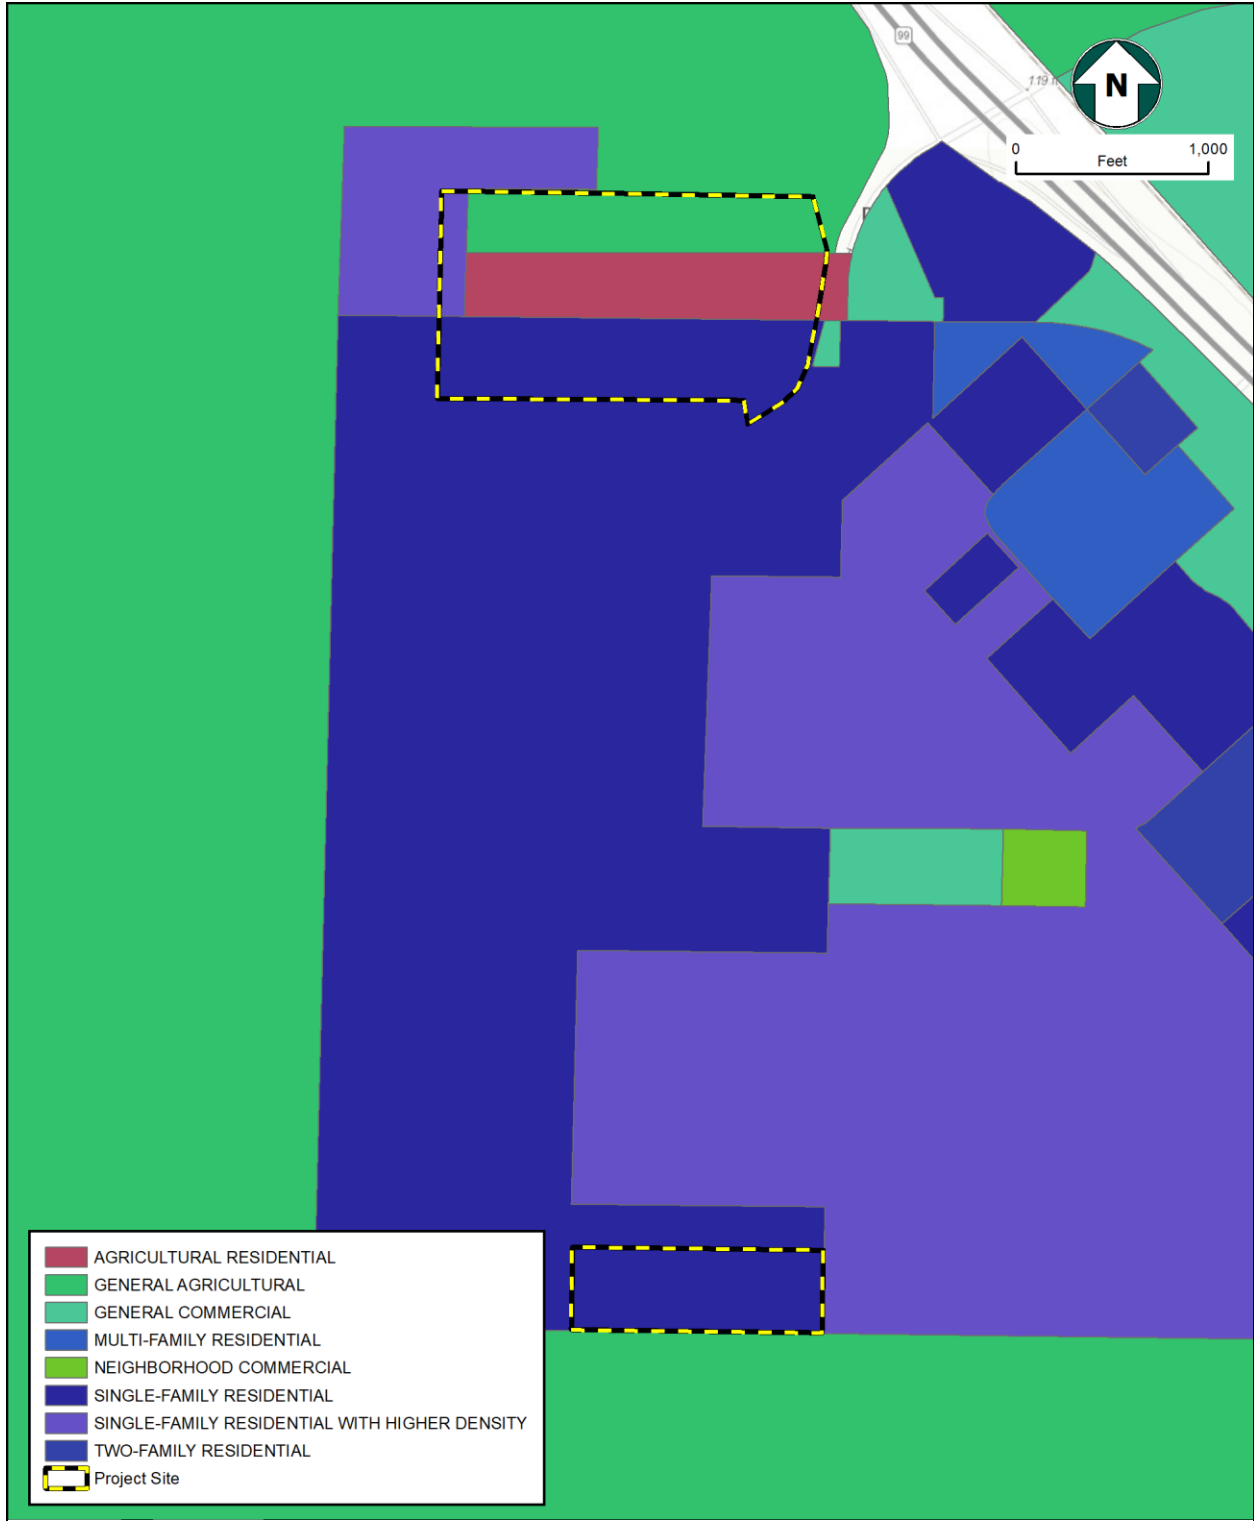 99
119 ft
N
0 1,000
Feet
AGRICULTURAL RESIDENTIAL
GENERAL AGRICULTURAL
GENERAL COMMERCIAL
MULTI-FAMILY RESIDENTIAL
NEIGHBORHOOD COMMERCIAL
SINGLE-FAMILY RESIDENTIAL
SINGLE-FAMILY RESIDENTIAL WITH HIGHER DENSITY
TWO-FAMILY RESIDENTIAL
Project Site